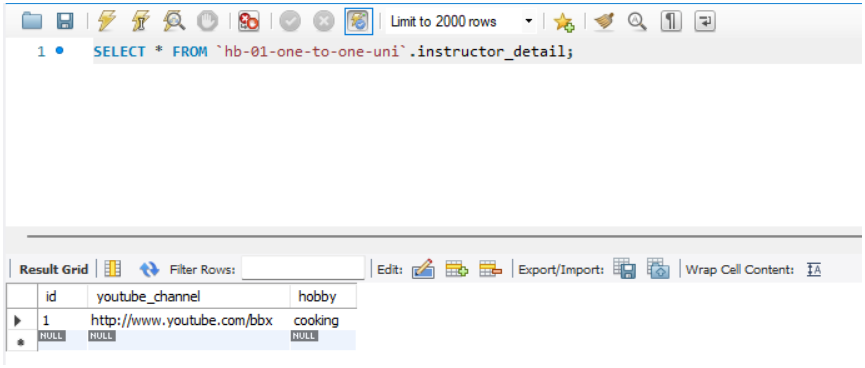 Limit to 2000 rows
1 SELECT * FROM `hb-01-one-to-one-uni`.instructor_detail;
Result Grid Filter Rows: Edit: Export/Import: Wrap Cell Content: IA
id youtube_channel hobby
1 http://www.youtube.com/bbx cooking
NULL NULL NULL